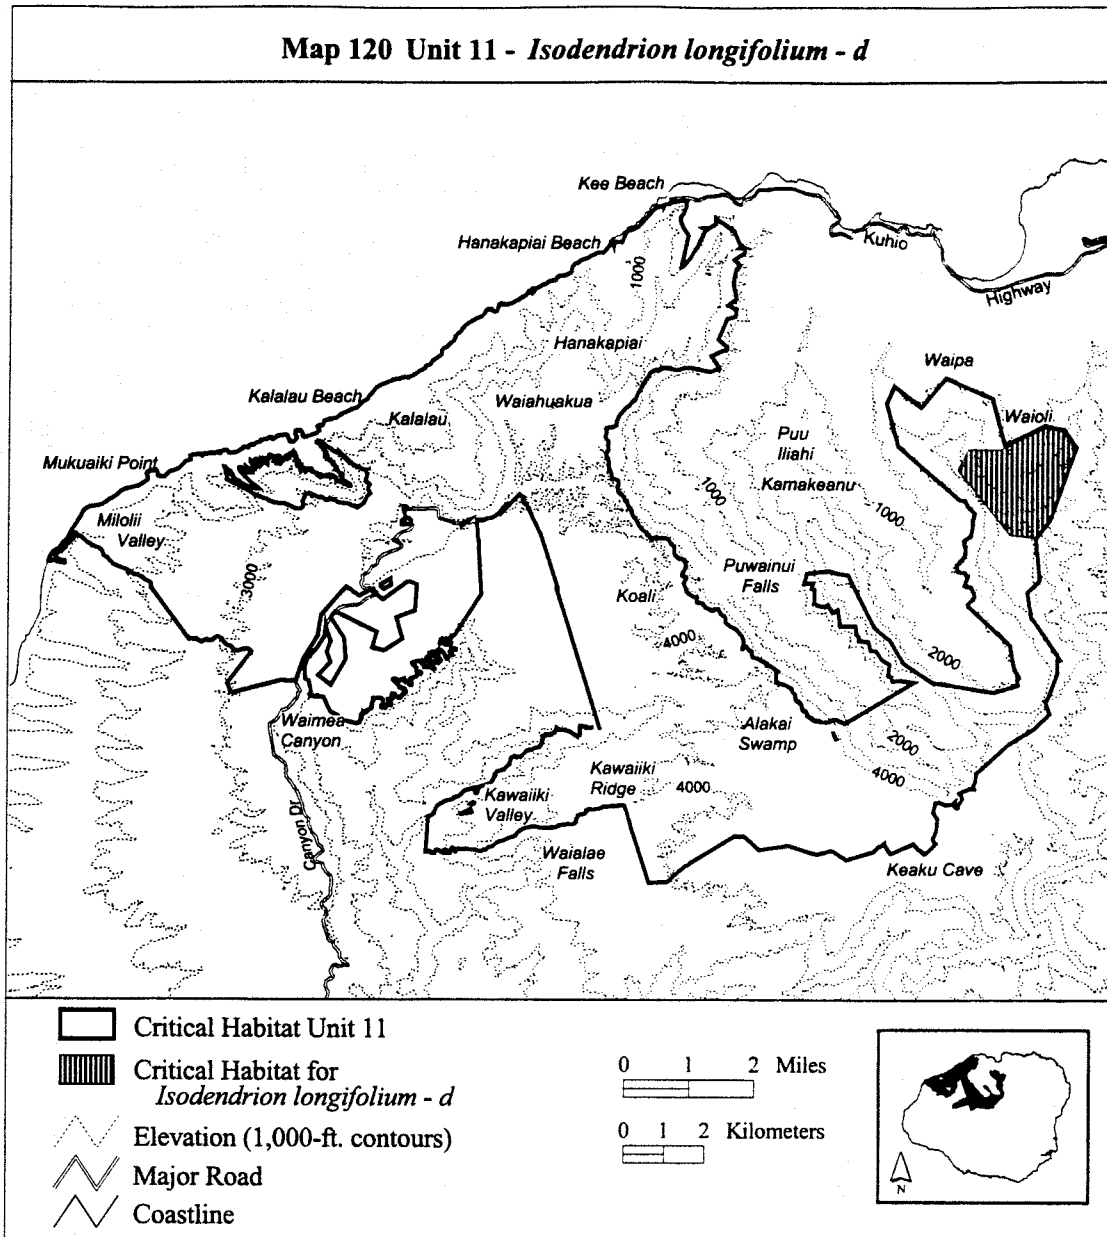 Map 120 Unit 11 - Isodendrion longifolium - d
Kee Beach
Hanakapiai Beach
Kuhio
Highway
1000
Hanakapiai
Waipa
Kalalau Beach
Waiahuakua
Kalalau
Waioli
Puu
Iliahi
Mukuaiki Point
Kamakeanu
1000
1000
Milolii
Valley
3000
Puwainui
Falls
Koali
4000
2000
Waimea
Canyon
Alakai
Swamp
2000
4000
Kawaiiki
Ridge
4000
Kawaiiki
Valley
Canyon Dr
Waialae
Falls
Keaku Cave
Critical Habitat Unit 11
Critical Habitat for
Isodendrion longifolium - d
Elevation (1,000-ft. contours)
Major Road
Coastline
0 1 2 Miles
0 1 2 Kilometers
N